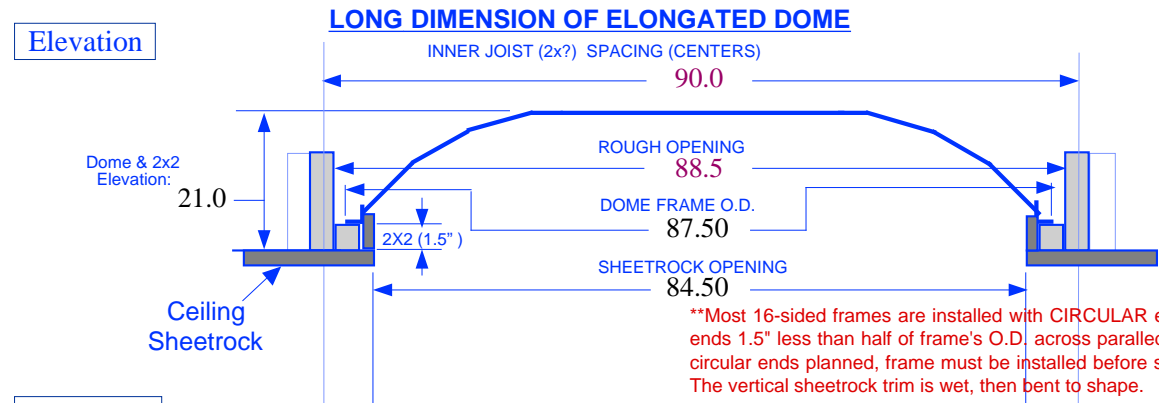 LONG DIMENSION OF ELONGATED DOME
Elevation
INNER JOIST (2x?) SPACING (CENTERS)
90.0
Dome & 2x2
Elevation:
21.0
ROUGH OPENING
88.5
DOME FRAME O.D.
87.50
2X2 (1.5" )
SHEETROCK OPENING
84.50
Ceiling
Sheetrock
**Most 16-sided frames are installed with CIRCULAR e
ends 1.5" less than half of frame's O.D. across paralled
circular ends planned, frame must be installed before s
The vertical sheetrock trim is wet, then bent to shape.